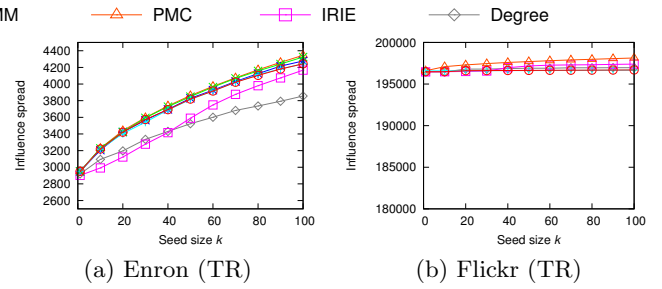 MM PMC IRIE Degree
4400
4200
4000
3800
3600
3400
3200
3000
2800
2600
Influence spread
0 20 40 60 80 100
Seed size k
(a) Enron (TR)
200000
195000
190000
185000
180000
Influence spread
0 20 40 60 80 100
Seed size k
(b) Flickr (TR)